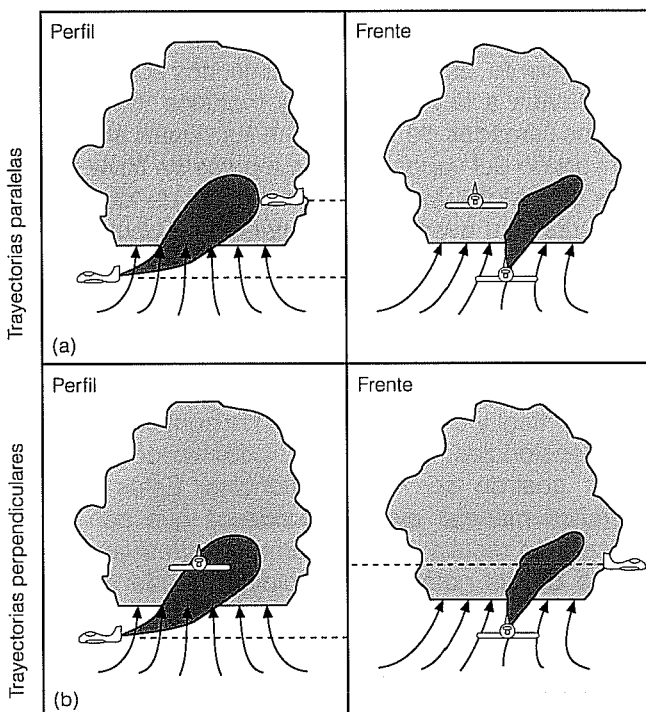 Perfil
Frente
Trayectorias paralelas
(a)
Perfil
Frente
Trayectorias perpendiculares
(b)